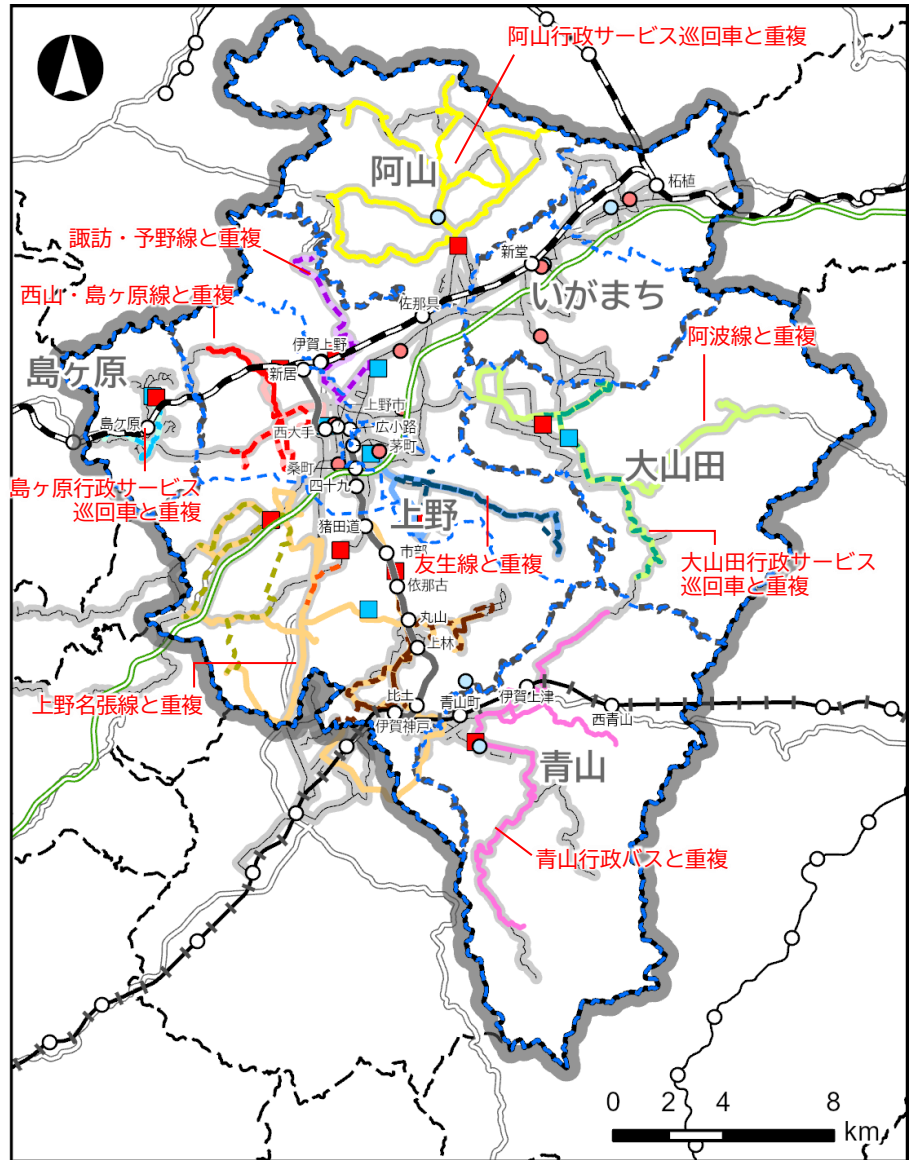 阿山行政サービス巡回車と重複
阿山
柘植
諏訪・予野線と重複
新堂
いがまち
西山・島ヶ原線と重複
佐那具
阿波線と重複
伊賀上野
新居
島ヶ原
上野市
広小路
島ヶ原
西大手
茅町
大山田
桑町
島ヶ原行政サービス
巡回車と重複
四十九
上野
猪田道
友生線と重複
市部
大山田行政サービス
巡回車と重複
依那古
丸山
上林
上野名張線と重複
比土
青山町
伊賀上津
伊賀神戸
西青山
青山
青山行政バスと重複
0 2 4 8
km